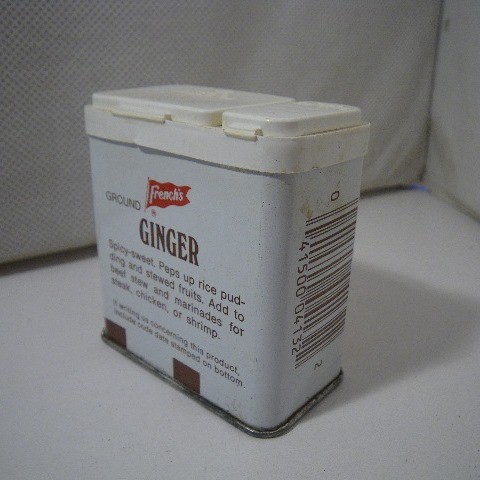 GROUND French's
GINGER
Spicy-sweet. Peps up rice pud-
ding and stewed fruits. Add to
beef stew and marinades for
steak, chicken, or shrimp.
If writing us concerning this product,
include code date stamped on bottom.
0 41500 04132 2